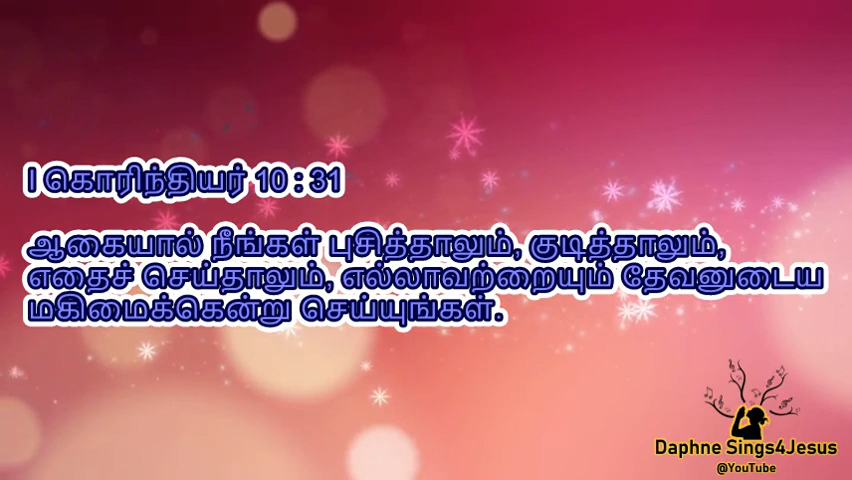 I கொரிந்தியர் 10 : 31
ஆகையால் நீங்கள் புசித்தாலும், குடித்தாலும்,
எதைச் செய்தாலும், எல்லாவற்றையும் தேவனுடைய
மகிமைக்கென்று செய்யுங்கள்.
Daphne Sings4Jesus
@YouTube